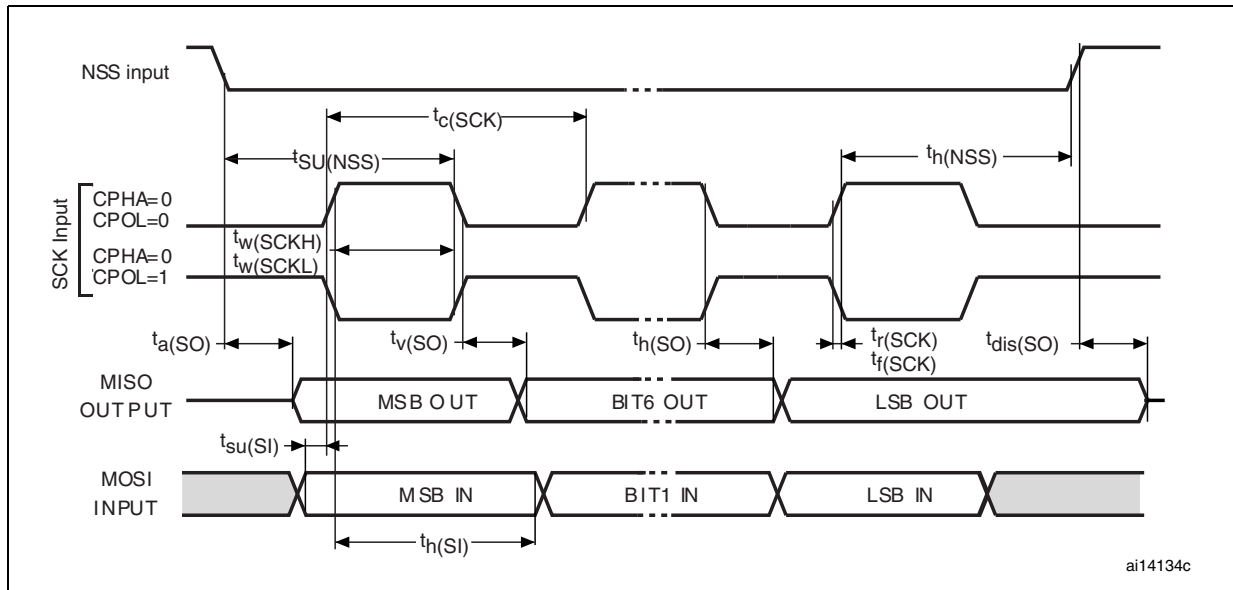 NSS input
tc(SCK)
tSU(NSS)
th(NSS)
SCK Input
CPHA=0
CPOL=0
tw(SCKH)
CPHA=0
tw(SCKL)
CPOL=1
ta(SO)
tv(SO)
th(SO)
tr(SCK)
tf(SCK)
tdis(SO)
MISO
OUTPUT
MSB OUT
BIT6 OUT
LSB OUT
tsu(SI)
MOSI
INPUT
MSB IN
BIT1 IN
LSB IN
th(SI)
ai14134c